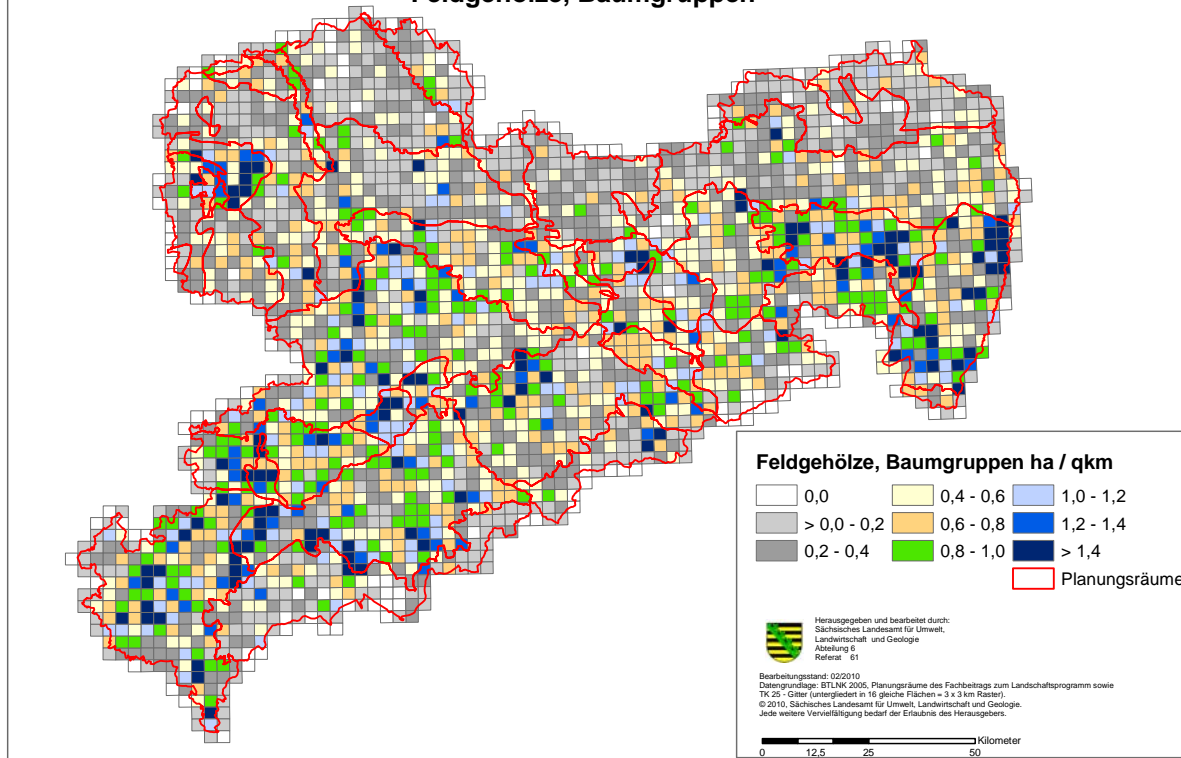 Feldgehölze, Baumgruppen
Feldgehölze, Baumgruppen ha / qkm
0,0
> 0,0 - 0,2
0,2 - 0,4
0,4 - 0,6
0,6 - 0,8
0,8 - 1,0
1,0 - 1,2
1,2 - 1,4
> 1,4
Planungsräume
Herausgegeben und bearbeitet durch:
Sächsisches Landesamt für Umwelt,
Landwirtschaft und Geologie
Abteilung 6
Referat 61
Bearbeitungsstand: 02/2010
Datengrundlage: BTLNK 2005, Planungsräume des Fachbeitrags zum Landschaftsprogramm sowie
TK 25 - Gitter (untergliedert in 16 gleiche Flächen = 3 x 3 km Raster).
© 2010, Sächsisches Landesamt für Umwelt, Landwirtschaft und Geologie.
Jede weitere Vervielfältigung bedarf der Erlaubnis des Herausgebers.
Kilometer
0 12,5 25 50